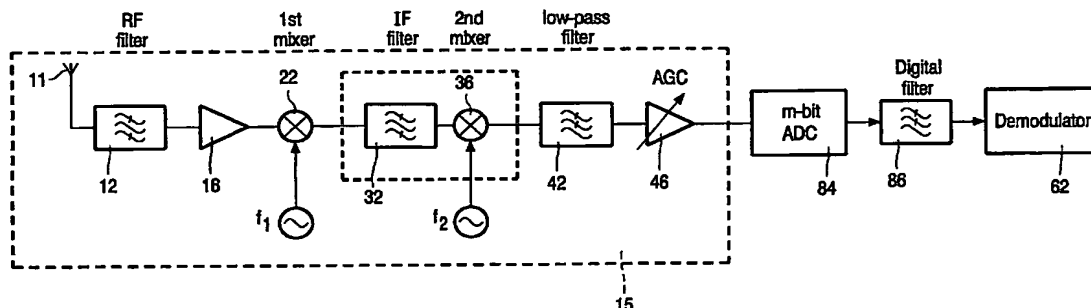 RF
filter
1st
mixer
IF
filter
2nd
mixer
low-pass
filter
11
22
36
AGC
Digital
filter
m-bit
ADC
Demodulator
12
18
32
42
46
84
86
62
f1
f2
15